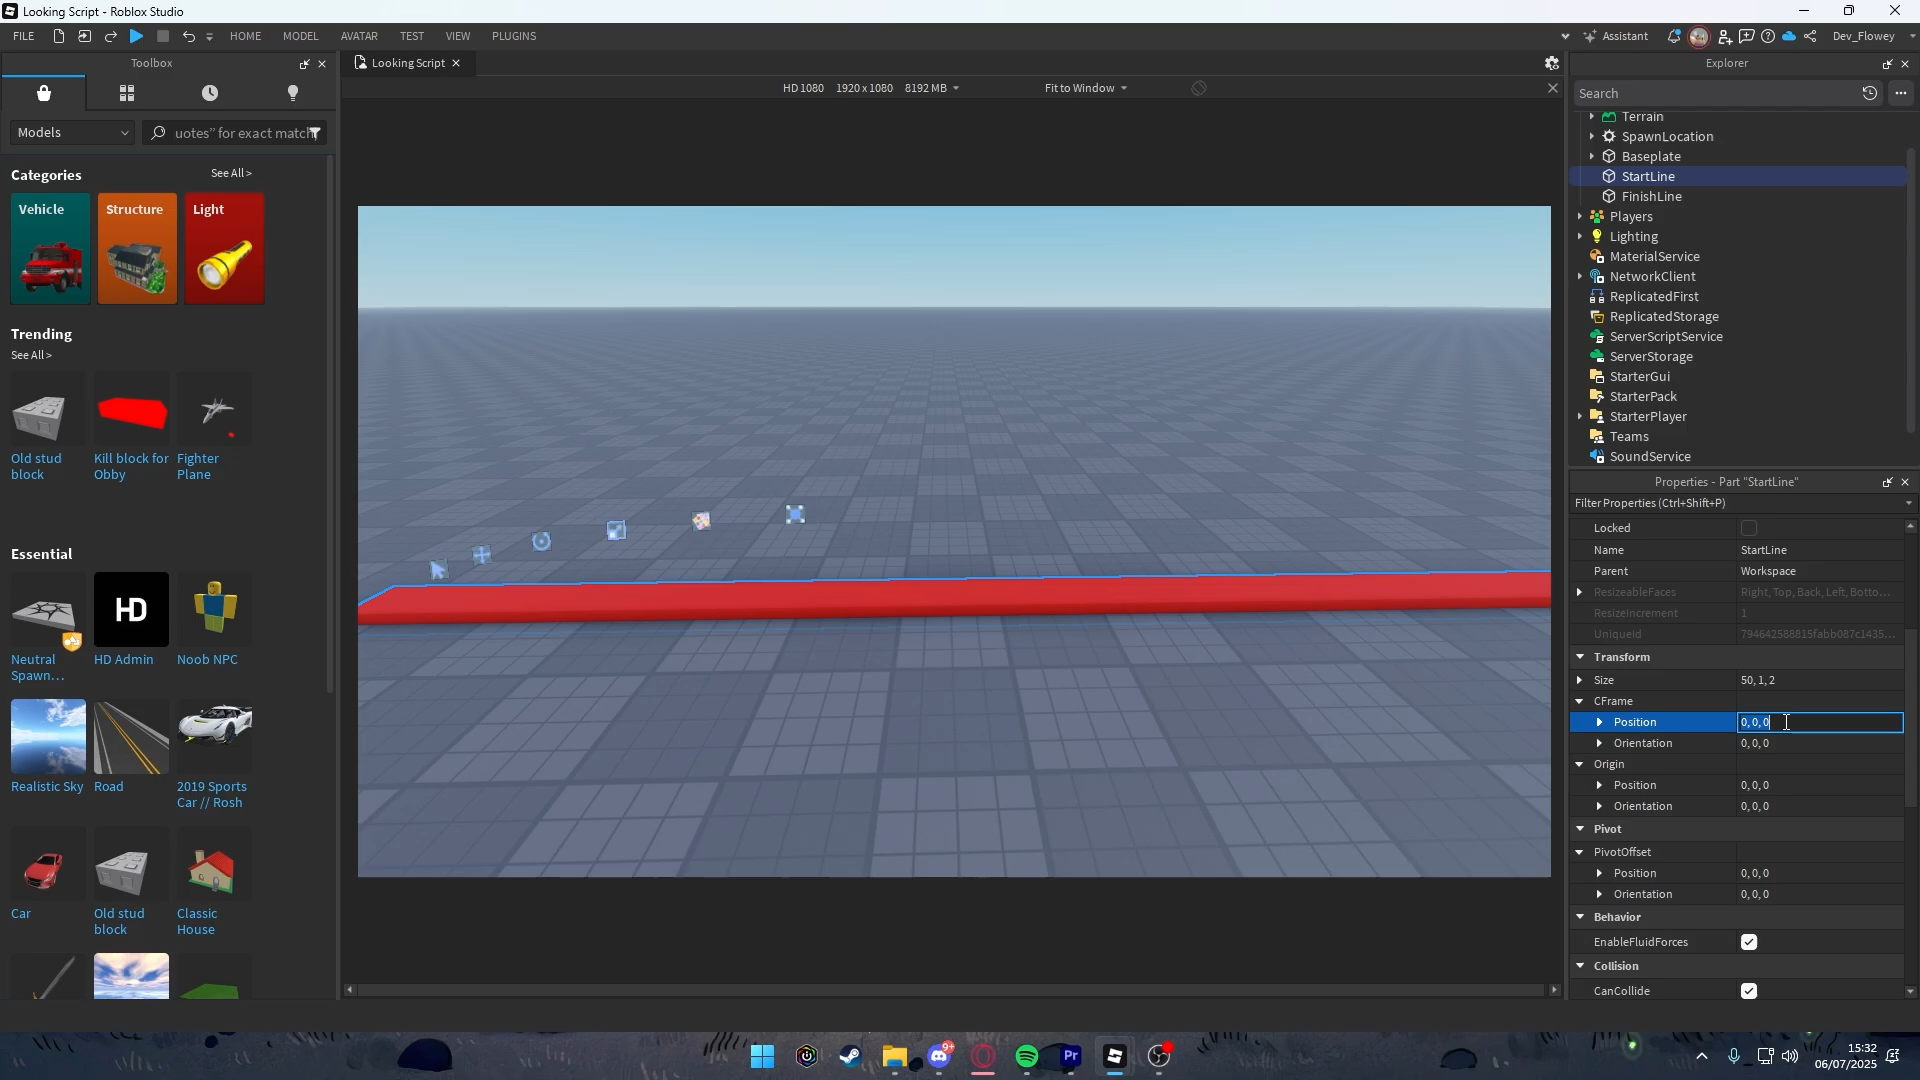 Looking Script - Roblox Studio
FILE
HOME
MODEL
AVATAR
TEST
VIEW
PLUGINS
Assistant
Dev_Flowey
Toolbox
Looking Script
Explorer
HD 1080 1920 x 1080 8192 MB
Fit to Window
Search
Models
uotes" for exact match
Categories
See All >
Vehicle
Structure
Light
Trending
See All >
Old stud
block
Kill block for
Obby
Fighter
Plane
Essential
HD
Neutral
Spawn...
HD Admin
Noob NPC
Realistic Sky
Road
2019 Sports
Car // Rosh
Car
Old stud
block
Classic
House
Terrain
SpawnLocation
Baseplate
StartLine
FinishLine
Players
Lighting
MaterialService
NetworkClient
ReplicatedFirst
ReplicatedStorage
ServerScriptService
ServerStorage
StarterGui
StarterPack
StarterPlayer
Teams
SoundService
Properties - Part "StartLine"
Filter Properties (Ctrl+Shift+P)
Locked
Name StartLine
Parent Workspace
ResizeableFaces Right, Top, Back, Left, Botto...
ResizeIncrement 1
UniqueId 794642588815fabb087c1435...
Transform
Size 50, 1, 2
CFrame
Position 0, 0, 0
Orientation 0, 0, 0
Origin
Position 0, 0, 0
Orientation 0, 0, 0
Pivot
PivotOffset
Position 0, 0, 0
Orientation 0, 0, 0
Behavior
EnableFluidForces
Collision
CanCollide
9+
Pr
15:32
06/07/2025